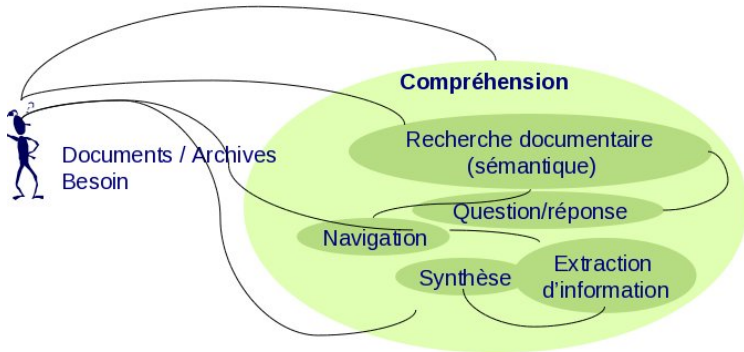 Compréhension
Recherche documentaire
(sémantique)
Documents / Archives
Besoin
Question/réponse
Navigation
Extraction
d'information
Synthèse